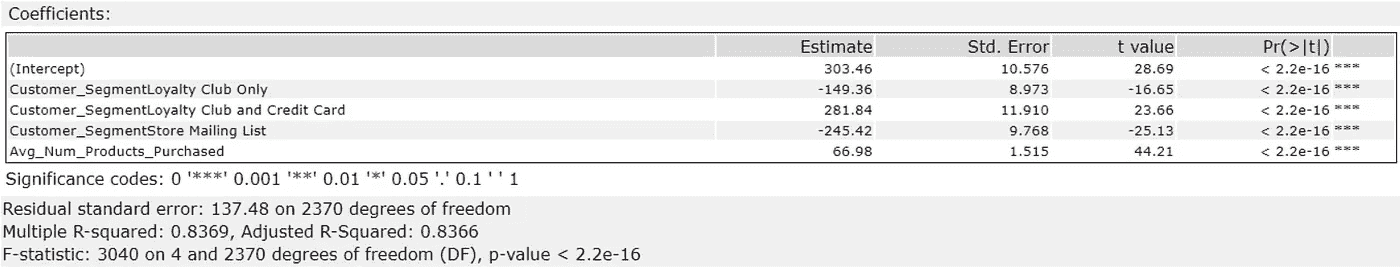 Coefficients:
Estimate Std. Error t value Pr(>|t|)
(Intercept) 303.46 10.576 28.69 < 2.2e-16 ***
Customer_SegmentLoyalty Club Only -149.36 8.973 -16.65 < 2.2e-16 ***
Customer_SegmentLoyalty Club and Credit Card 281.84 11.910 23.66 < 2.2e-16 ***
Customer_SegmentStore Mailing List -245.42 9.768 -25.13 < 2.2e-16 ***
Avg_Num_Products_Purchased 66.98 1.515 44.21 < 2.2e-16 ***
Significance codes: 0 '***' 0.001 '**' 0.01 '*' 0.05 '.' 0.1 ' ' 1
Residual standard error: 137.48 on 2370 degrees of freedom
Multiple R-squared: 0.8369, Adjusted R-Squared: 0.8366
F-statistic: 3040 on 4 and 2370 degrees of freedom (DF), p-value < 2.2e-16